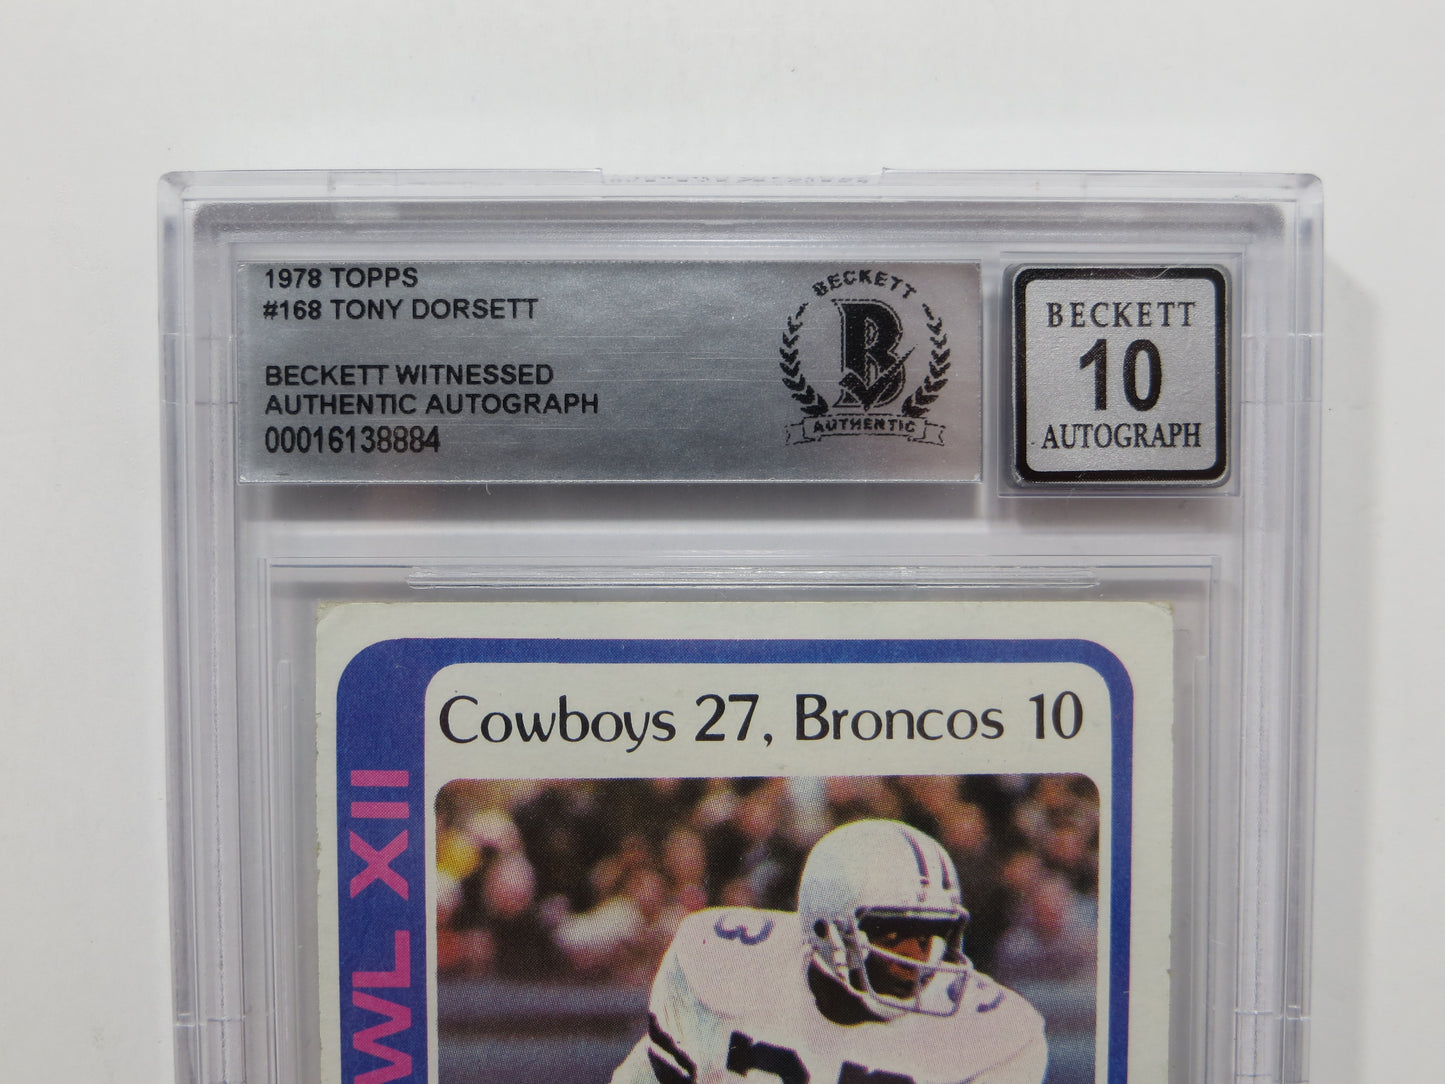 1978 TOPPS
#168 TONY DORSETT
BECKETT WITNESSED
AUTHENTIC AUTOGRAPH
00016138884
BECKETT
B
AUTHENTIC
BECKETT
10
AUTOGRAPH
Cowboys 27, Broncos 10
WL XII
3